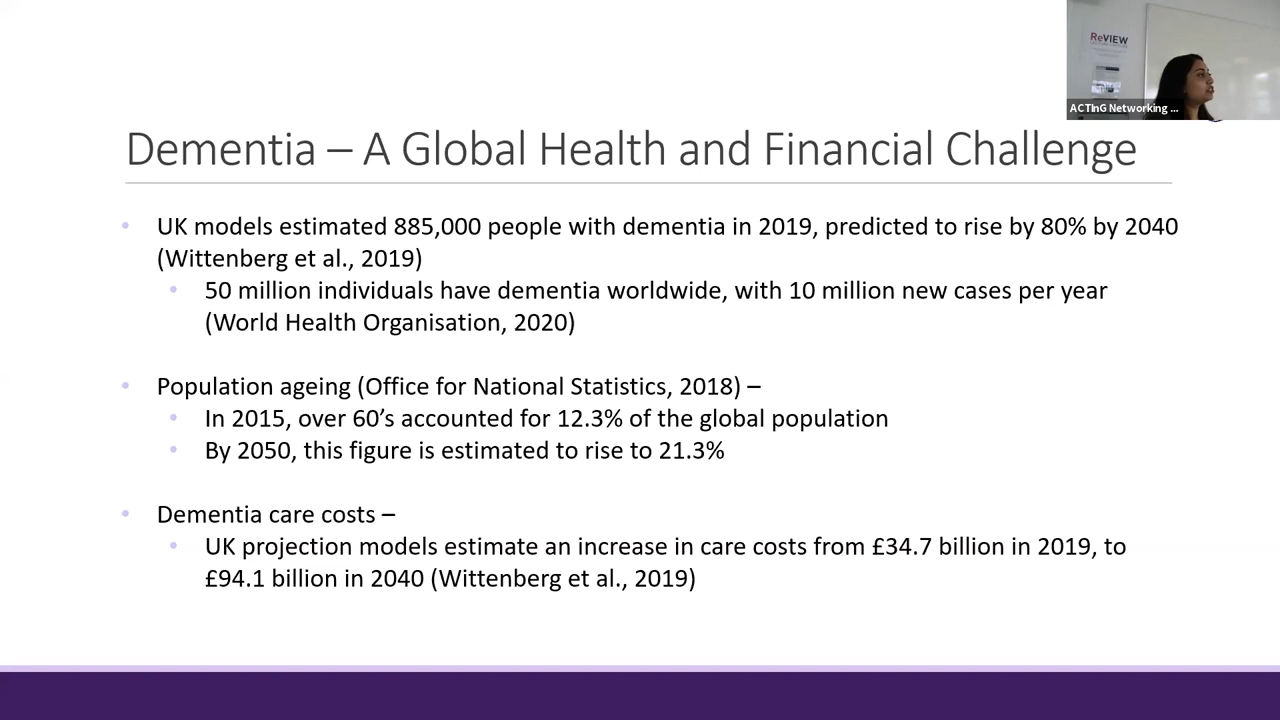 ReVIEW
ACTInG Networking ...
Dementia – A Global Health and Financial Challenge
• UK models estimated 885,000 people with dementia in 2019, predicted to rise by 80% by 2040
(Wittenberg et al., 2019)
• 50 million individuals have dementia worldwide, with 10 million new cases per year
(World Health Organisation, 2020)
• Population ageing (Office for National Statistics, 2018) –
• In 2015, over 60’s accounted for 12.3% of the global population
• By 2050, this figure is estimated to rise to 21.3%
• Dementia care costs –
• UK projection models estimate an increase in care costs from £34.7 billion in 2019, to
£94.1 billion in 2040 (Wittenberg et al., 2019)